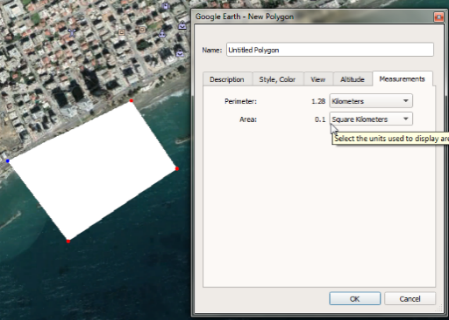 Google Earth - New Polygon
Name: Untitled Polygon
Description Style, Color View Altitude Measurements
Perimeter: 1.28 Kilometers
Area: 0.1 Square Kilometers
Select the units used to display are
OK Cancel